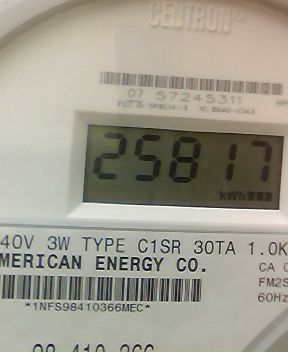 CENTRON
07 57245311
25817
kWh
40V 3W TYPE C1SR 30TA 1.0K
MERICAN ENERGY CO.
CA 0
FM2S
60Hz
*1NFS98410366MEC*